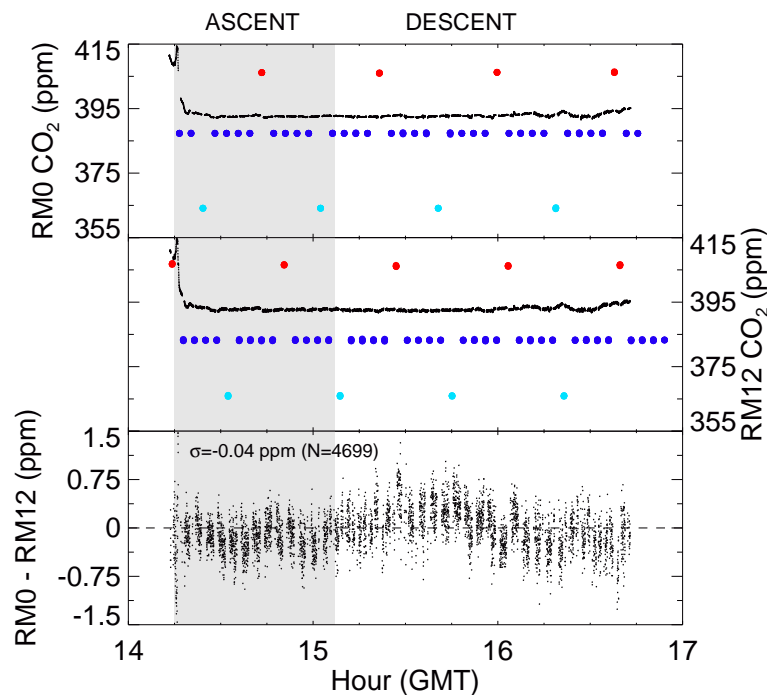 ASCENT DESCENT
415
395
375
355
RM0 CO₂ (ppm)
415
395
375
355
RM12 CO₂ (ppm)
1.5
0.75
0
-0.75
-1.5
RM0 - RM12 (ppm)
σ=-0.04 ppm (N=4699)
14 15 16 17
Hour (GMT)